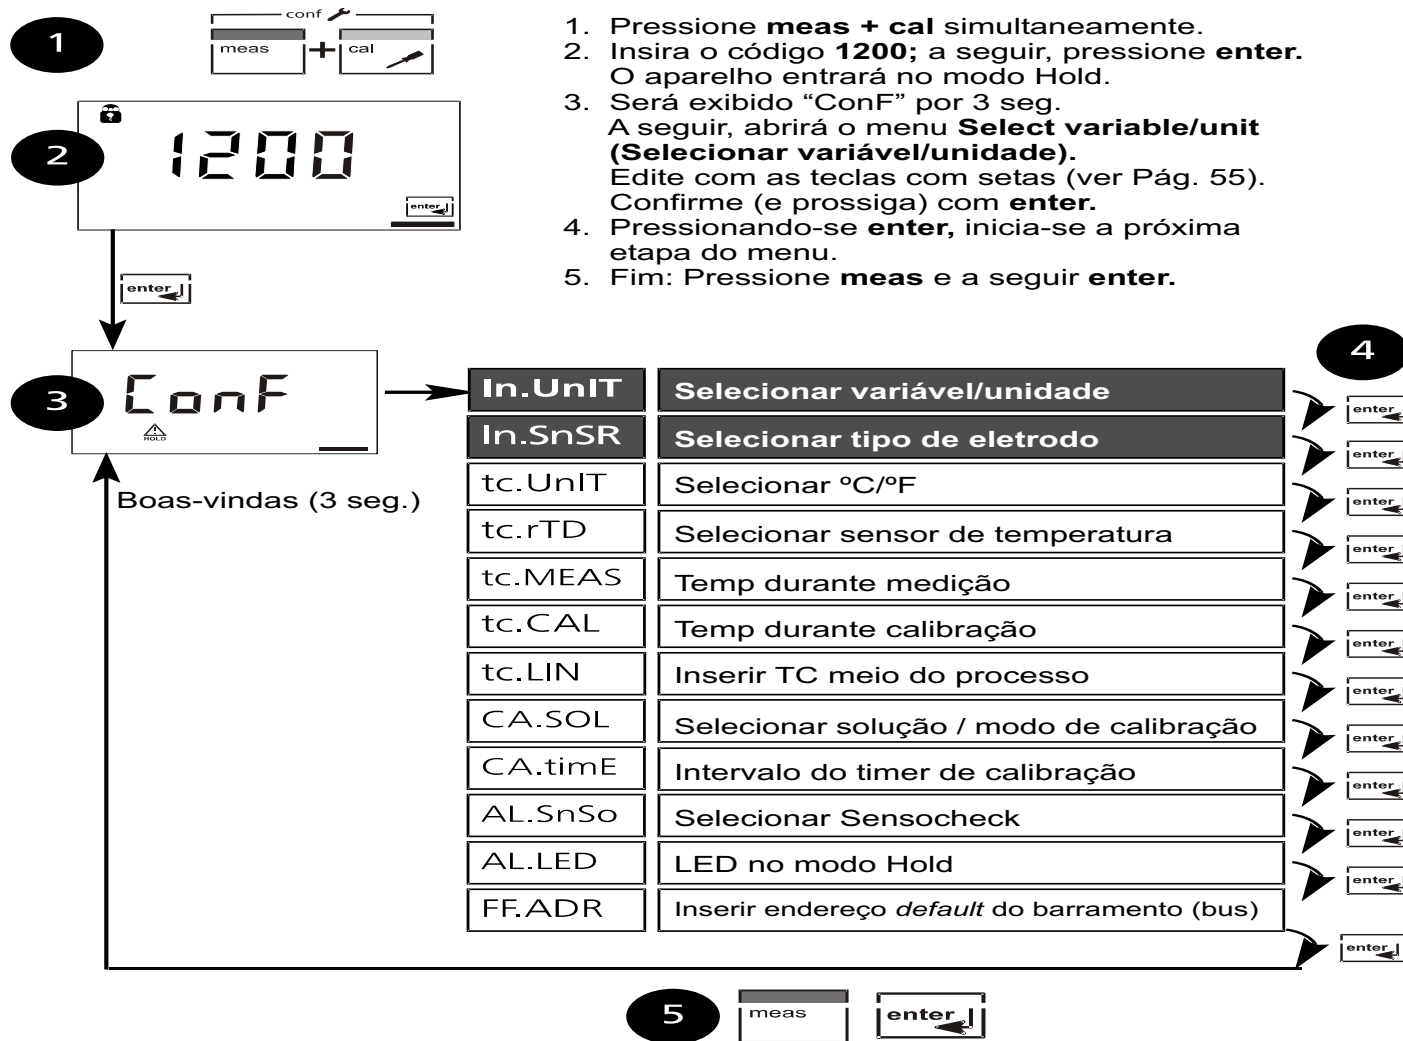 1
conf
meas + cal
1. Pressione meas + cal simultaneamente.
2. Insira o código 1200; a seguir, pressione enter.
O aparelho entrará no modo Hold.
3. Será exibido “ConF” por 3 seg.
A seguir, abrirá o menu Select variable/unit
(Selecionar variável/unidade).
Edite com as teclas com setas (ver Pág. 55).
Confirme (e prossiga) com enter.
4. Pressionando-se enter, inicia-se a próxima
etapa do menu.
5. Fim: Pressione meas e a seguir enter.
2
1200
enter
enter
3
ConF
HOLD
Boas-vindas (3 seg.)
4
In.UnIT Selecionar variável/unidade enter
In.SnSR Selecionar tipo de eletrodo enter
tc.UnIT Selecionar ºC/ºF enter
tc.rTD Selecionar sensor de temperatura enter
tc.MEAS Temp durante medição enter
tc.CAL Temp durante calibração enter
tc.LIN Inserir TC meio do processo enter
CA.SOL Selecionar solução / modo de calibração enter
CA.timE Intervalo do timer de calibração enter
AL.SnSo Selecionar Sensocheck enter
AL.LED LED no modo Hold enter
FF.ADR Inserir endereço default do barramento (bus) enter
5
meas enter